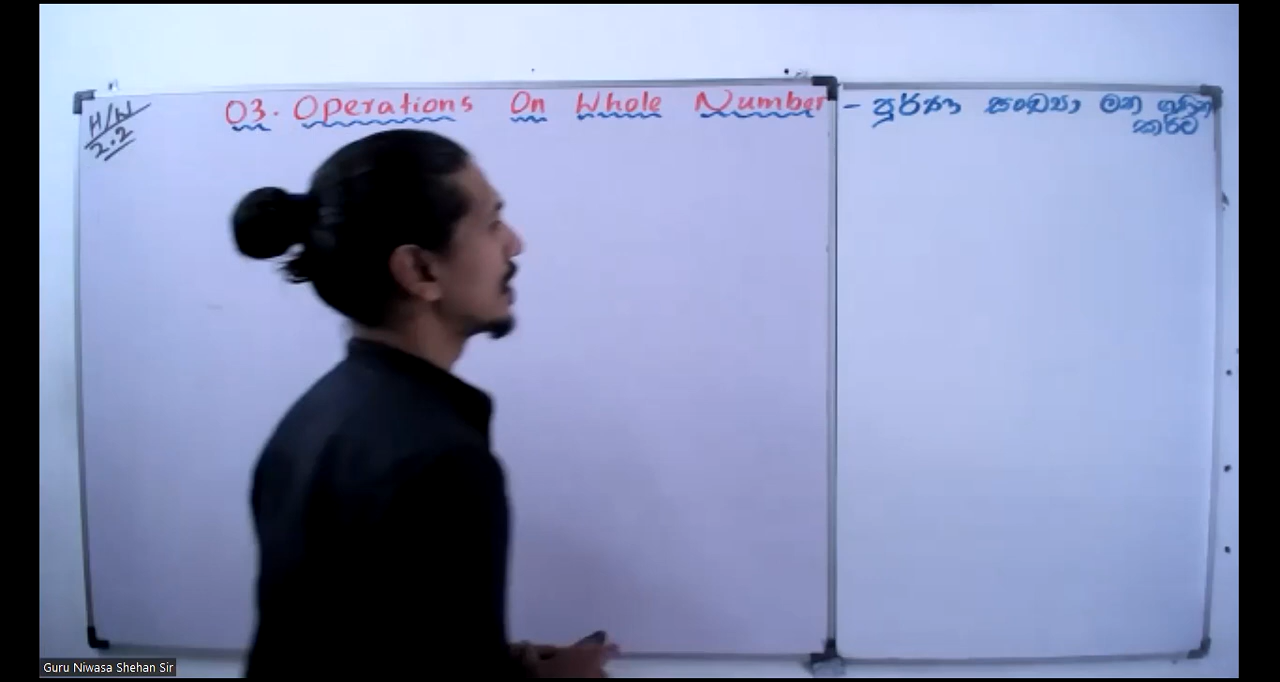 H/W
2.2
03. Operations On Whole Number - පූර්ණ සංඛ්‍යා මත ගණිත
කර්ම
Guru Niwasa Shehan Sir